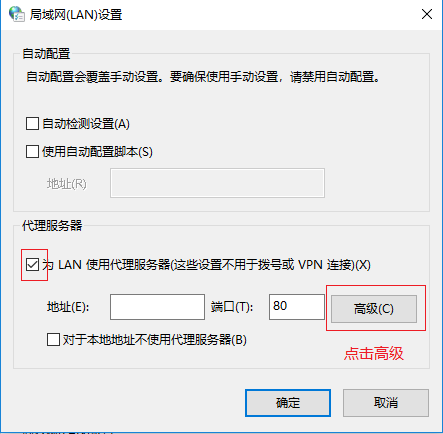 局域网(LAN)设置
自动配置
自动配置会覆盖手动设置。要确保使用手动设置，请禁用自动配置。
自动检测设置(A)
使用自动配置脚本(S)
地址(R)
代理服务器
为 LAN 使用代理服务器(这些设置不用于拨号或 VPN 连接)(X)
地址(E): 端口(T): 80 高级(C)
对于本地地址不使用代理服务器(B)
点击高级
确定 取消